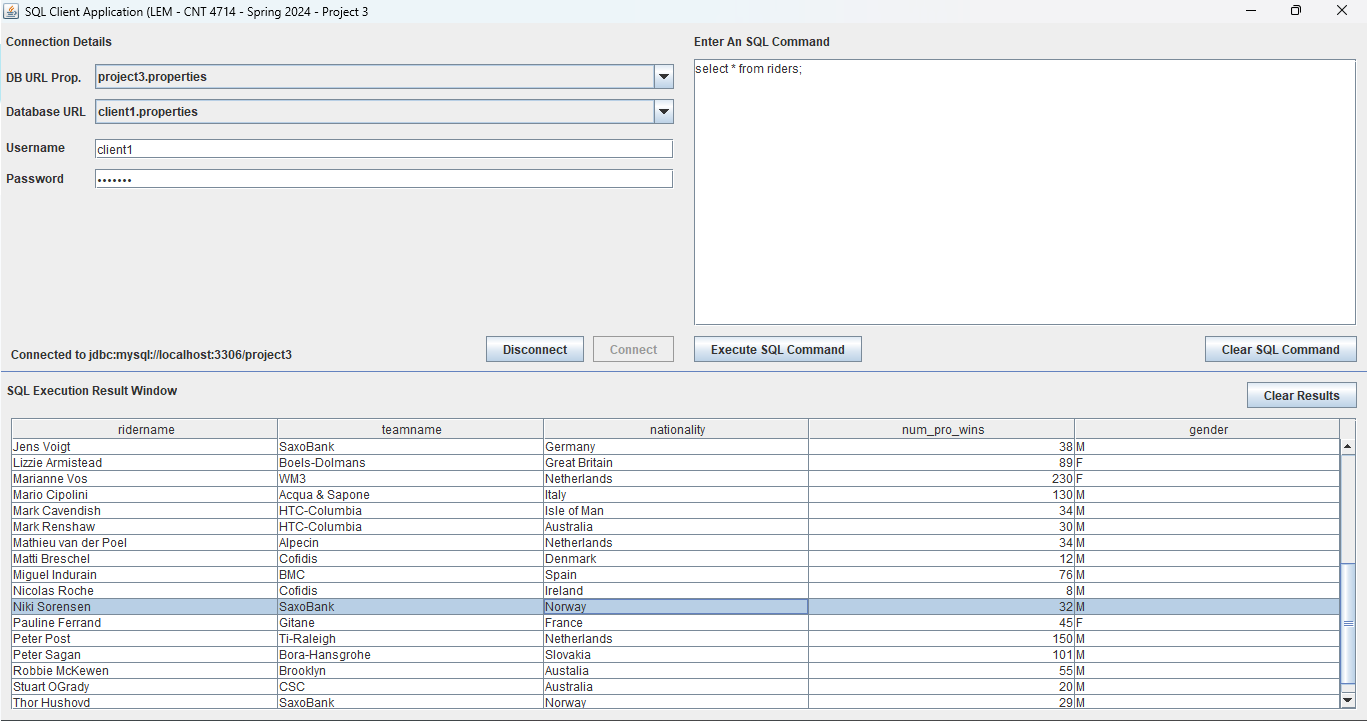 SQL Client Application (LEM - CNT 4714 - Spring 2024 - Project 3
Connection Details
DB URL Prop. project3.properties
Database URL client1.properties
Username client1
Password •••••••
Connected to jdbc:mysql://localhost:3306/project3
Disconnect Connect
Enter An SQL Command
select * from riders;
Execute SQL Command Clear SQL Command
SQL Execution Result Window
Clear Results
ridername teamname nationality num_pro_wins gender
Jens Voigt SaxoBank Germany 38 M
Lizzie Armistead Boels-Dolmans Great Britain 89 F
Marianne Vos WM3 Netherlands 230 F
Mario Cipolini Acqua & Sapone Italy 130 M
Mark Cavendish HTC-Columbia Isle of Man 34 M
Mark Renshaw HTC-Columbia Australia 30 M
Mathieu van der Poel Alpecin Netherlands 34 M
Matti Breschel Cofidis Denmark 12 M
Miguel Indurain BMC Spain 76 M
Nicolas Roche Cofidis Ireland 8 M
Niki Sorensen SaxoBank Norway 32 M
Pauline Ferrand Gitane France 45 F
Peter Post Ti-Raleigh Netherlands 150 M
Peter Sagan Bora-Hansgrohe Slovakia 101 M
Robbie McKewen Brooklyn Austalia 55 M
Stuart OGrady CSC Australia 20 M
Thor Hushovd SaxoBank Norway 29 M